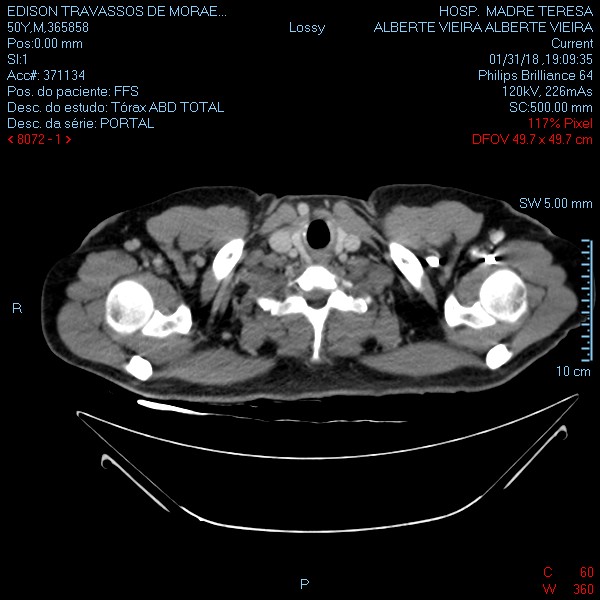 EDISON TRAVASSOS DE MORAE...
50Y,M,365858
Pos:0.00 mm
SI:1
Acc#: 371134
Pos. do paciente: FFS
Desc. do estudo: Tórax ABD TOTAL
Desc. da série: PORTAL
< 8072 - 1 >
Lossy
HOSP. MADRE TERESA
ALBERTE VIEIRA ALBERTE VIEIRA
Current
01/31/18 ,19:09:35
Philips Brilliance 64
120kV, 226mAs
SC:500.00 mm
117% Pixel
DFOV 49.7 x 49.7 cm
SW 5.00 mm
R
10 cm
P
C 60
W 360